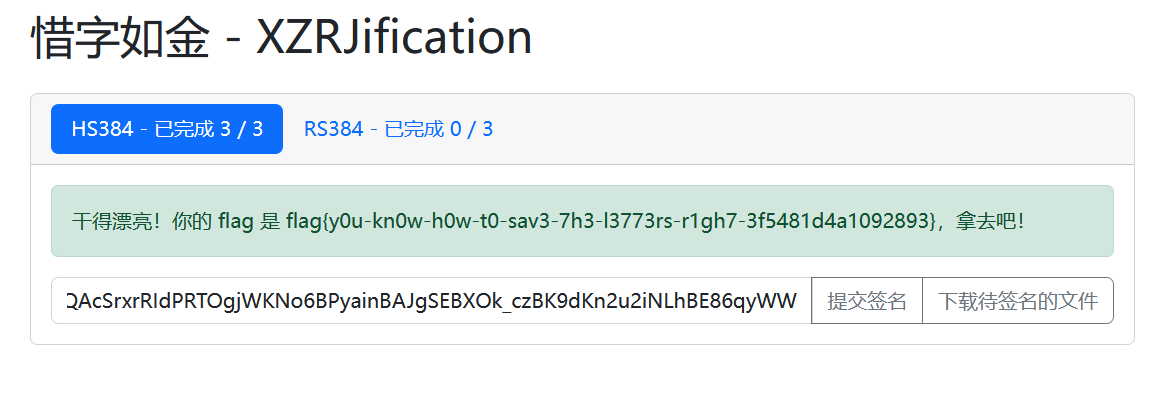 惜字如金 - XZRJification
HS384 - 已完成 3 / 3 RS384 - 已完成 0 / 3
干得漂亮！你的 flag 是 flag{y0u-kn0w-h0w-t0-sav3-7h3-l3773rs-r1gh7-3f5481d4a1092893}，拿去吧！
QAcSrxrRIdPRTOgjWKNo6BPyainBAJgSEBXOk_czBK9dKn2u2iNLhBE86qyWW 提交签名 下载待签名的文件